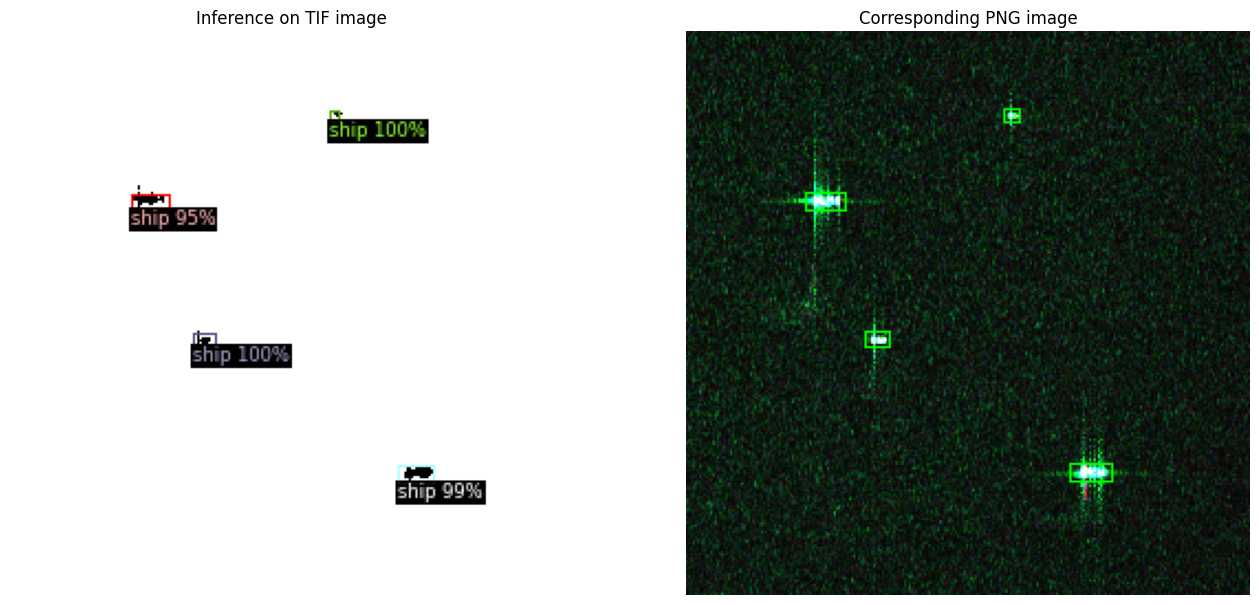 Inference on TIF image
Corresponding PNG image
ship 100%
ship 95%
ship 100%
ship 99%